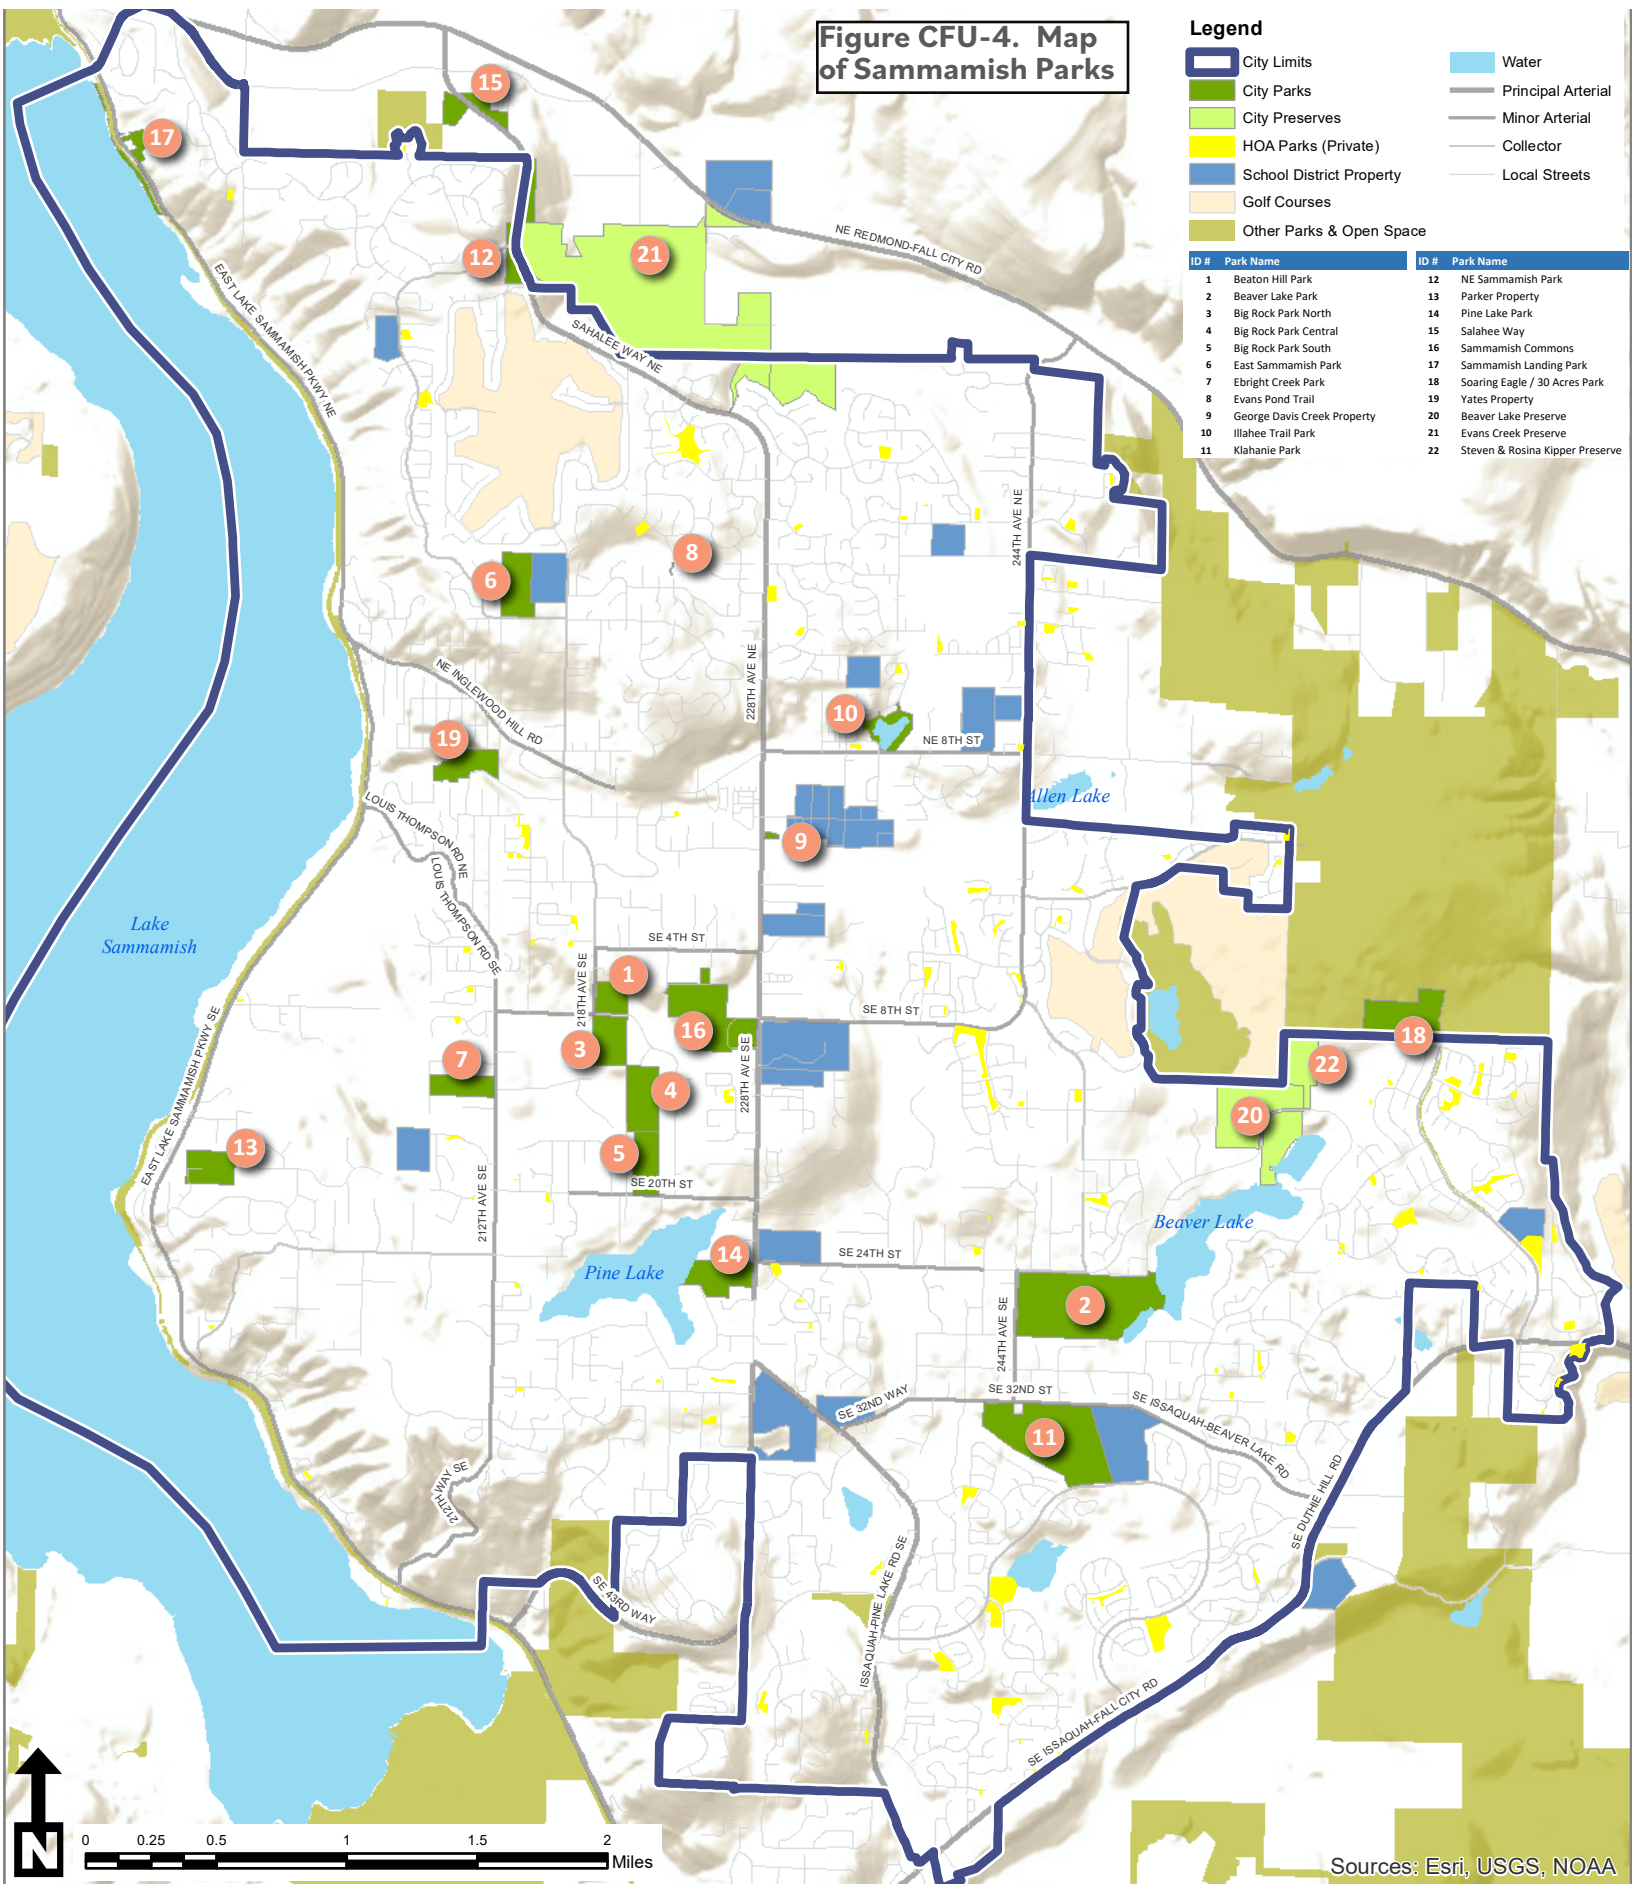 Figure CFU-4. Map
of Sammamish Parks
Legend
City Limits
City Parks
City Preserves
HOA Parks (Private)
School District Property
Golf Courses
Other Parks & Open Space
Water
Principal Arterial
Minor Arterial
Collector
Local Streets
ID # Park Name
1 Beaton Hill Park
2 Beaver Lake Park
3 Big Rock Park North
4 Big Rock Park Central
5 Big Rock Park South
6 East Sammamish Park
7 Ebright Creek Park
8 Evans Pond Trail
9 George Davis Creek Property
10 Illahee Trail Park
11 Klahanie Park
ID # Park Name
12 NE Sammamish Park
13 Parker Property
14 Pine Lake Park
15 Salahee Way
16 Sammamish Commons
17 Sammamish Landing Park
18 Soaring Eagle / 30 Acres Park
19 Yates Property
20 Beaver Lake Preserve
21 Evans Creek Preserve
22 Steven & Rosina Kipper Preserve
15
17
12
21
NE REDMOND-FALL CITY RD
EAST LAKE SAMMAMISH PKWY NE
SAHALEE WAY NE
244TH AVE NE
8
6
228TH AVE NE
NE INGLEWOOD HILL RD
10
NE 8TH ST
19
Allen Lake
LOUIS THOMPSON RD NE
9
LOUIS THOMPSON RD SE
Lake
Sammamish
SE 4TH ST
1
218TH AVE SE
SE 8TH ST
16
18
3
7
22
EAST LAKE SAMMAMISH PKWY SE
228TH AVE SE
4
20
13
5
SE 20TH ST
212TH AVE SE
Beaver Lake
14
SE 24TH ST
Pine Lake
2
244TH AVE SE
SE 32ND WAY
SE 32ND ST
SE ISSAQUAH-BEAVER LAKE RD
11
212TH WAY SE
SE DUTHIE HILL RD
SE 43RD WAY
ISSAQUAH-PINE LAKE RD SE
SE ISSAQUAH-FALL CITY RD
N
0 0.25 0.5 1 1.5 2
Miles
Sources: Esri, USGS, NOAA